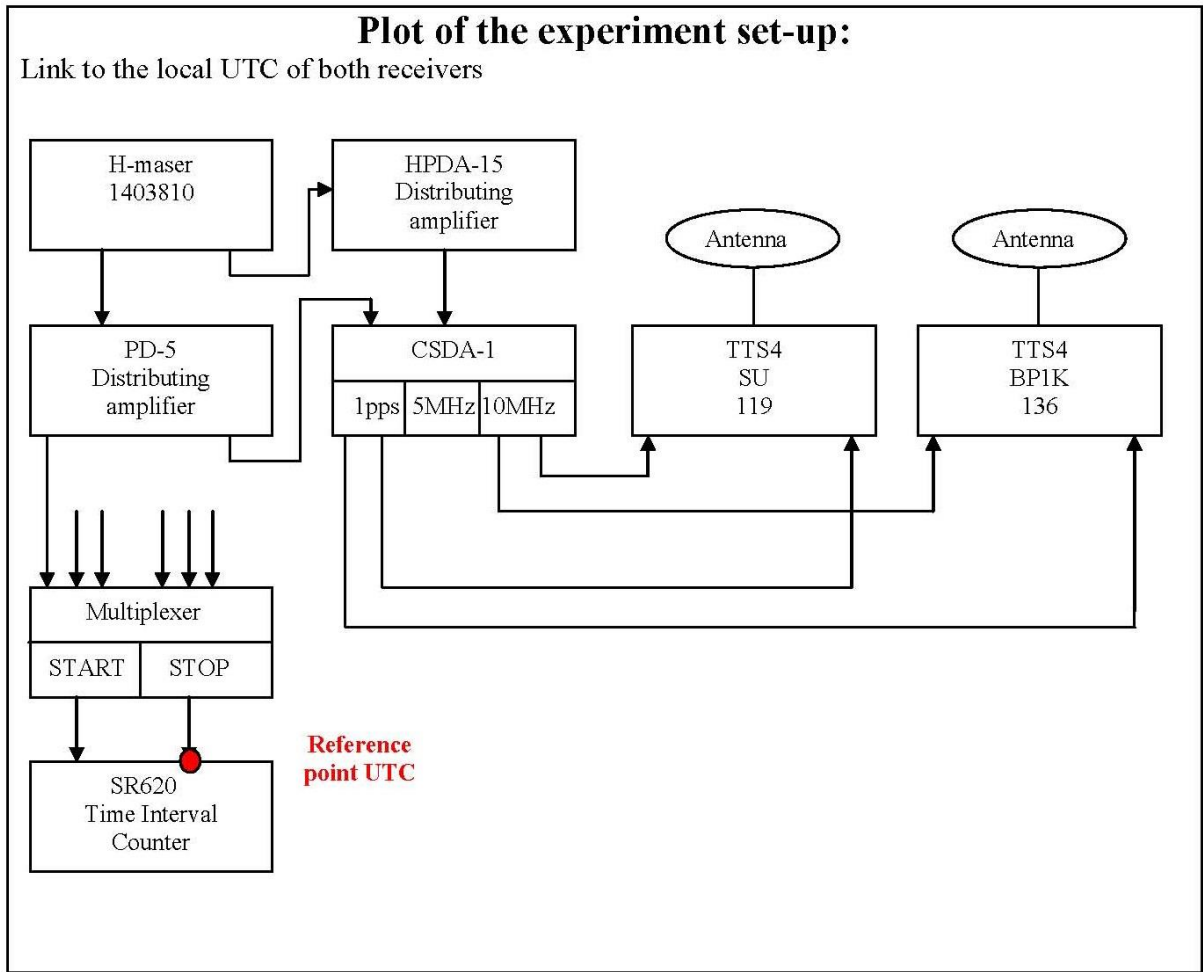 Plot of the experiment set-up:
Link to the local UTC of both receivers
H-maser
1403810
HPDA-15
Distributing
amplifier
Antenna
Antenna
PD-5
Distributing
amplifier
CSDA-1
1pps
5MHz
10MHz
TTS4
SU
119
TTS4
BP1K
136
Multiplexer
START
STOP
Reference
point UTC
SR620
Time Interval
Counter